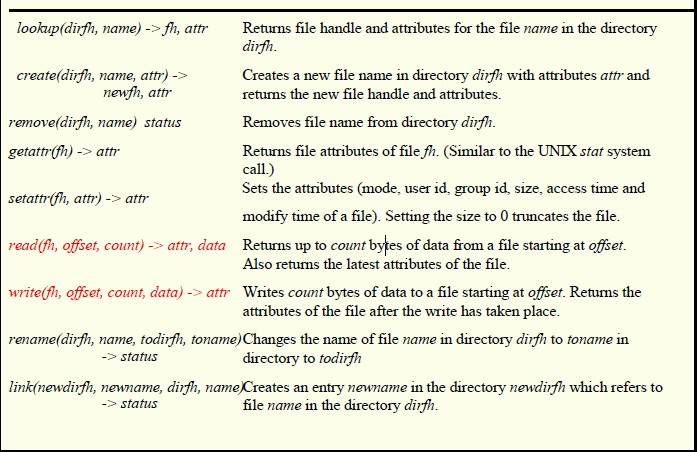 lookup(dirfh, name) -> fh, attr Returns file handle and attributes for the file name in the directory
dirfh.
create(dirfh, name, attr) -> Creates a new file name in directory dirfh with attributes attr and
newfh, attr returns the new file handle and attributes.
remove(dirfh, name) status Removes file name from directory dirfh.
getattr(fh) -> attr Returns file attributes of file fh. (Similar to the UNIX stat system
call.)
setattr(fh, attr) -> attr Sets the attributes (mode, user id, group id, size, access time and
modify time of a file). Setting the size to 0 truncates the file.
read(fh, offset, count) -> attr, data Returns up to count bytes of data from a file starting at offset.
Also returns the latest attributes of the file.
write(fh, offset, count, data) -> attr Writes count bytes of data to a file starting at offset. Returns the
attributes of the file after the write has taken place.
rename(dirfh, name, todirfh, toname) Changes the name of file name in directory dirfh to toname in
-> status directory to todirfh
link(newdirfh, newname, dirfh, name) Creates an entry newname in the directory newdirfh which refers to
-> status file name in the directory dirfh.